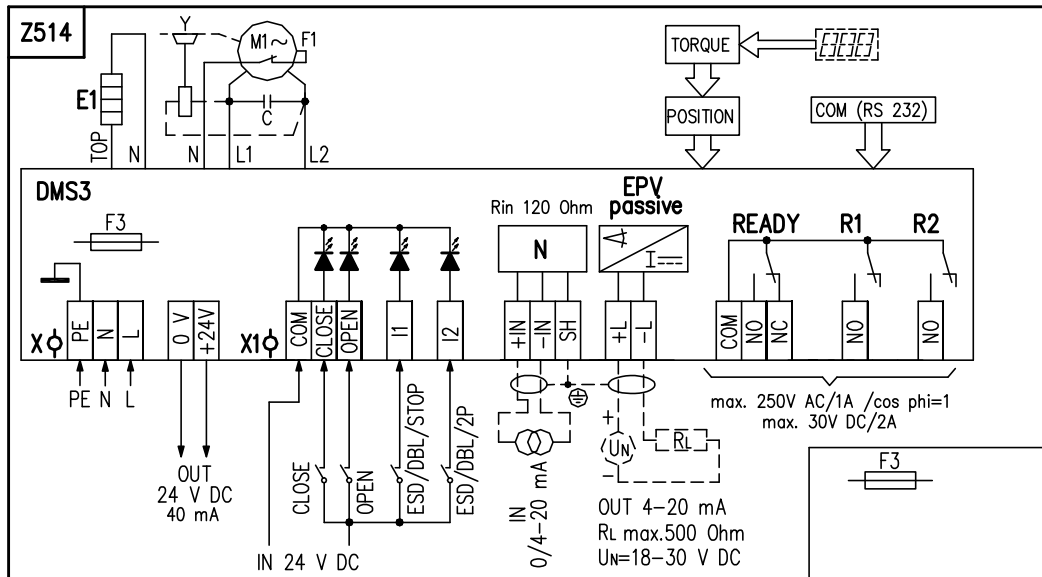 Z514
Y
M1 ~
F1
TORQUE
888
E1
C
POSITION
COM (RS 232)
TOP
N
N
L1
L2
DMS3
F3
Rin 120 Ohm
EPV
passive
N
I
READY
R1
R2
X
PE
N
L
0 V
+24V
X1
COM
CLOSE
OPEN
I1
I2
+IN
-IN
SH
+L
-L
COM
NO
NC
NO
NO
PE N L
max. 250V AC/1A /cos phi=1
max. 30V DC/2A
OUT
24 V DC
40 mA
CLOSE
OPEN
ESD/DBL/STOP
ESD/DBL/2P
IN 24 V DC
IN
0/4-20 mA
+
UN
-
RL
OUT 4-20 mA
RL max.500 Ohm
UN=18-30 V DC
F3